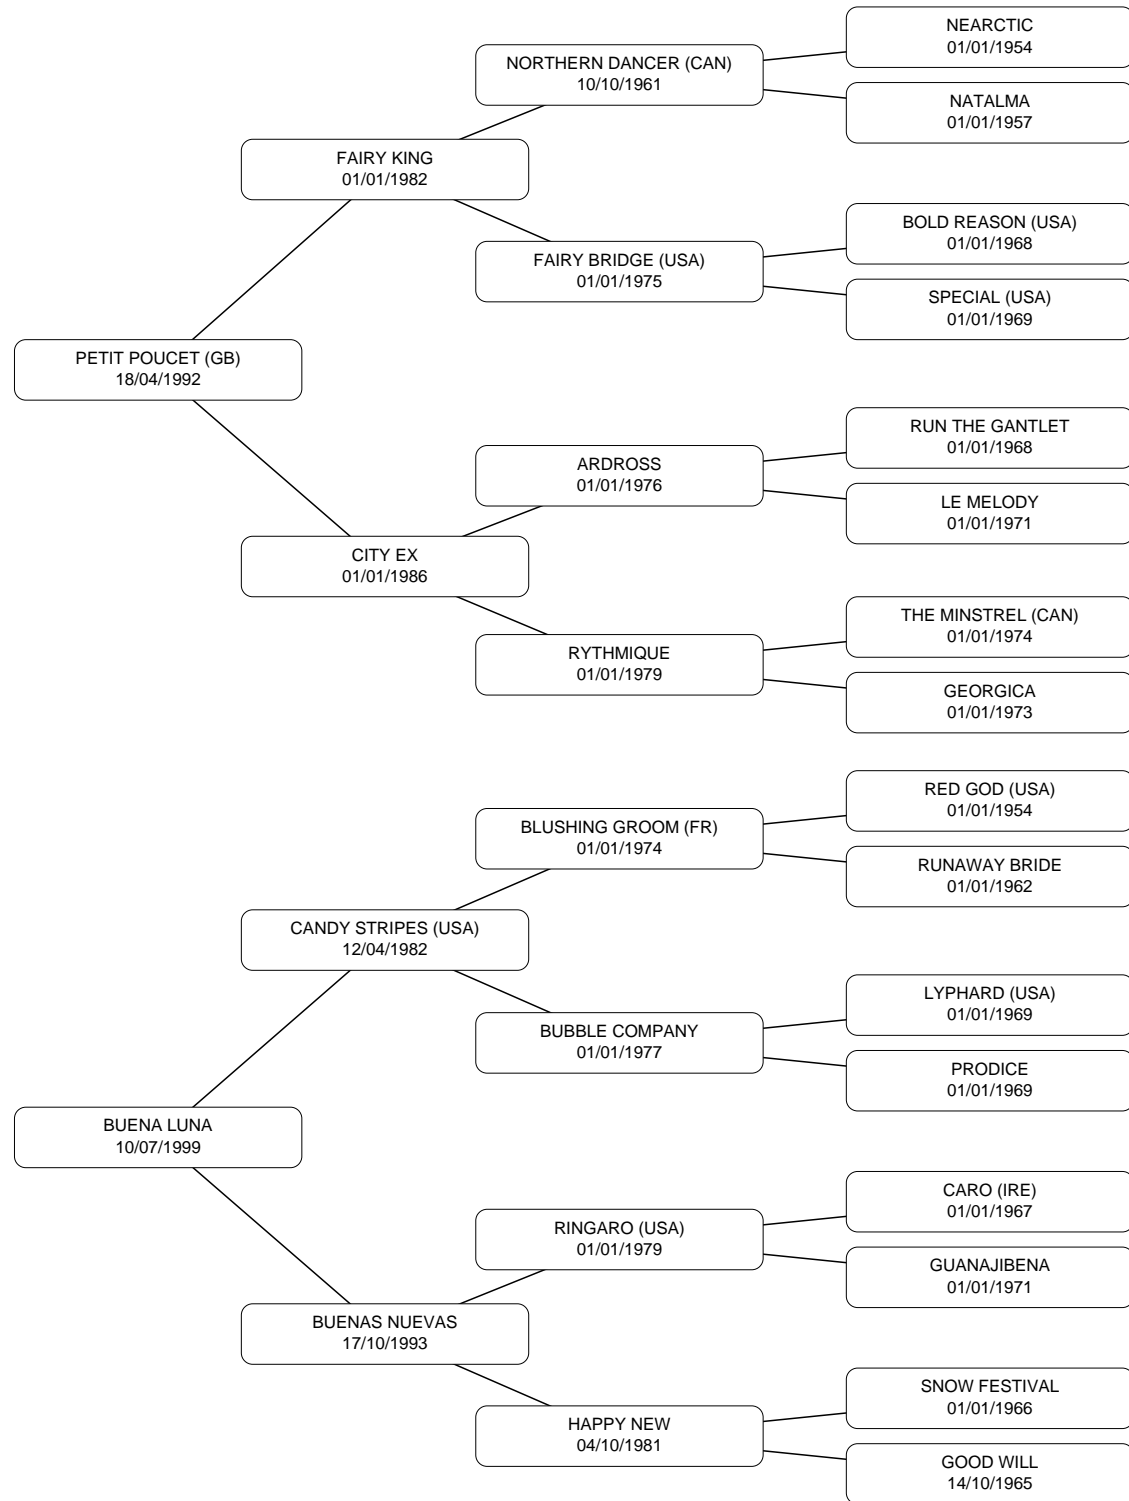 NEARCTIC
01/01/1954
NORTHERN DANCER (CAN)
10/10/1961
NATALMA
01/01/1957
FAIRY KING
01/01/1982
BOLD REASON (USA)
01/01/1968
FAIRY BRIDGE (USA)
01/01/1975
SPECIAL (USA)
01/01/1969
PETIT POUCET (GB)
18/04/1992
RUN THE GANTLET
01/01/1968
ARDROSS
01/01/1976
LE MELODY
01/01/1971
CITY EX
01/01/1986
THE MINSTREL (CAN)
01/01/1974
RYTHMIQUE
01/01/1979
GEORGICA
01/01/1973
RED GOD (USA)
01/01/1954
BLUSHING GROOM (FR)
01/01/1974
RUNAWAY BRIDE
01/01/1962
CANDY STRIPES (USA)
12/04/1982
LYPHARD (USA)
01/01/1969
BUBBLE COMPANY
01/01/1977
PRODICE
01/01/1969
BUENA LUNA
10/07/1999
CARO (IRE)
01/01/1967
RINGARO (USA)
01/01/1979
GUANAJIBENA
01/01/1971
BUENAS NUEVAS
17/10/1993
SNOW FESTIVAL
01/01/1966
HAPPY NEW
04/10/1981
GOOD WILL
14/10/1965